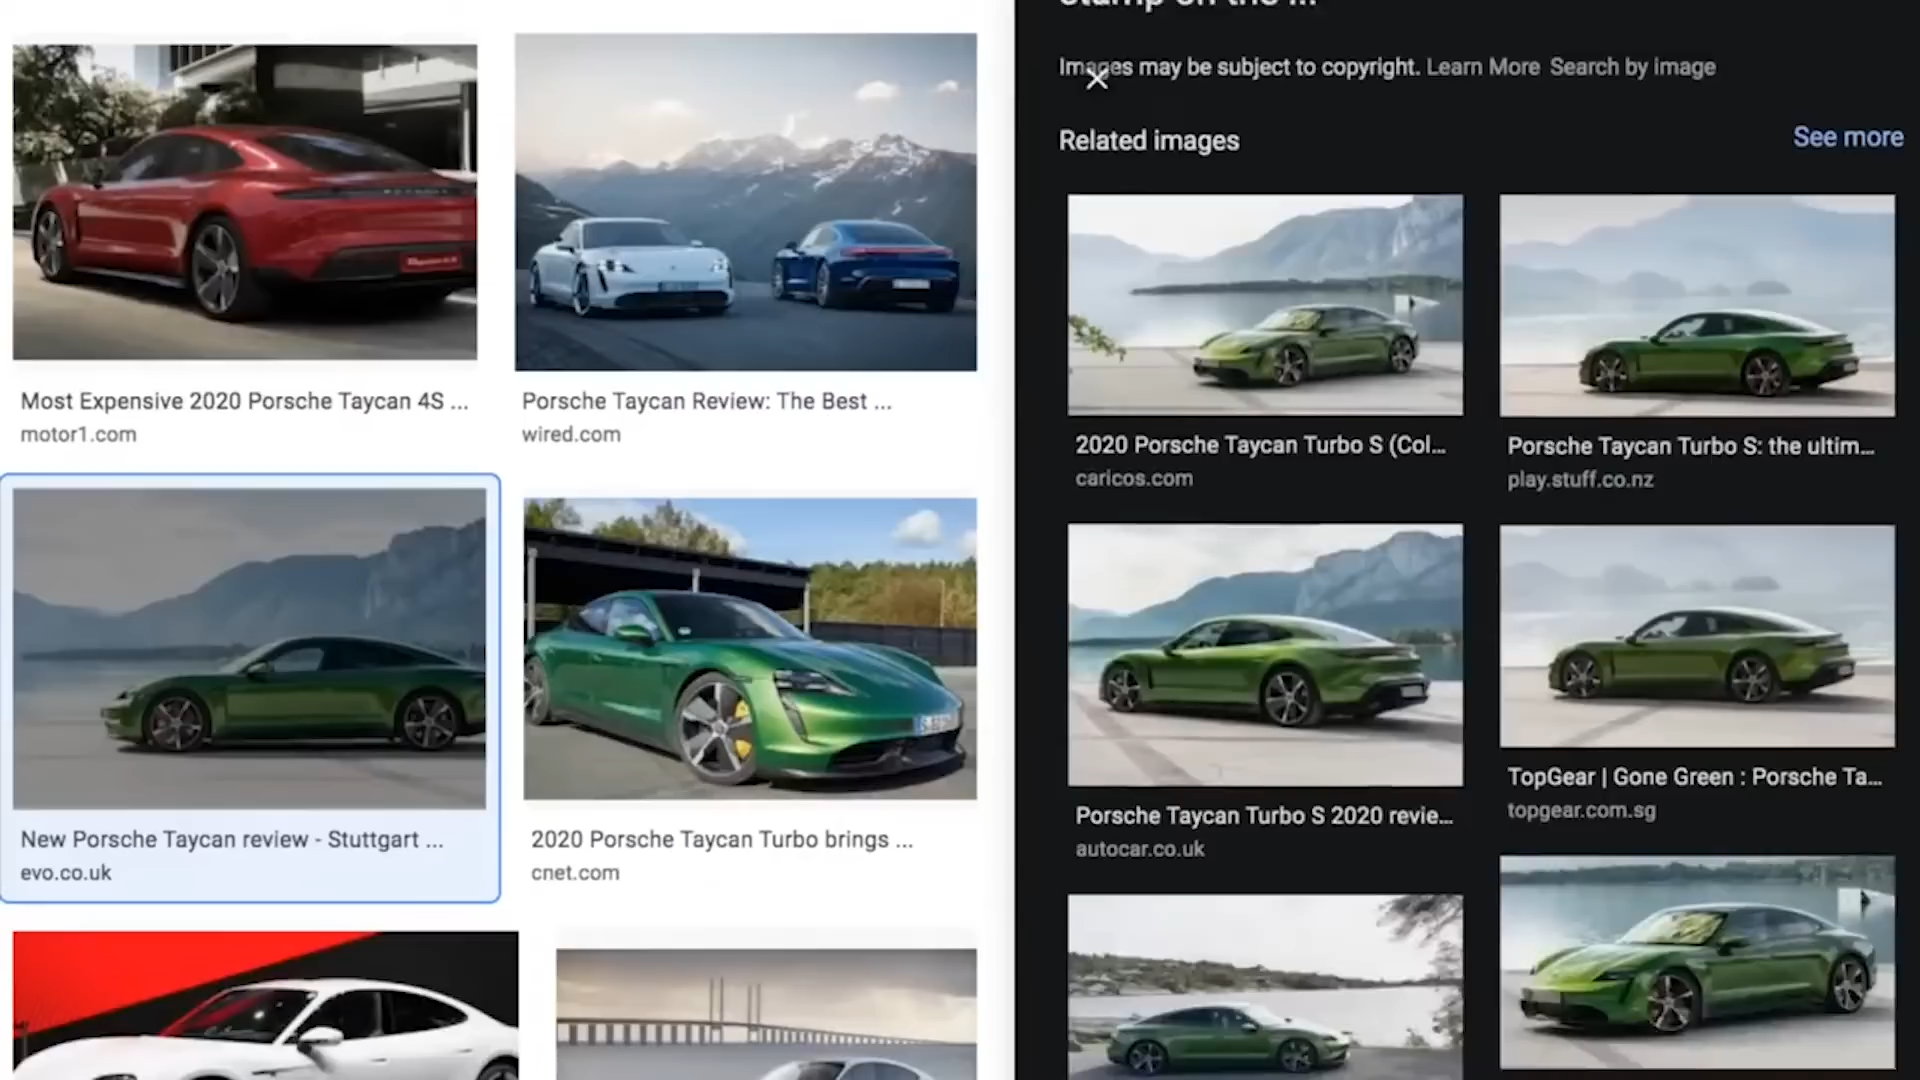 Images may be subject to copyright. Learn More Search by image
Related images
See more
Most Expensive 2020 Porsche Taycan 4S ...
motor1.com
Porsche Taycan Review: The Best ...
wired.com
New Porsche Taycan review - Stuttgart ...
evo.co.uk
2020 Porsche Taycan Turbo brings ...
cnet.com
2020 Porsche Taycan Turbo S (Col...
caricos.com
Porsche Taycan Turbo S: the ultim...
play.stuff.co.nz
Porsche Taycan Turbo S 2020 revie...
autocar.co.uk
TopGear | Gone Green : Porsche Ta...
topgear.com.sg